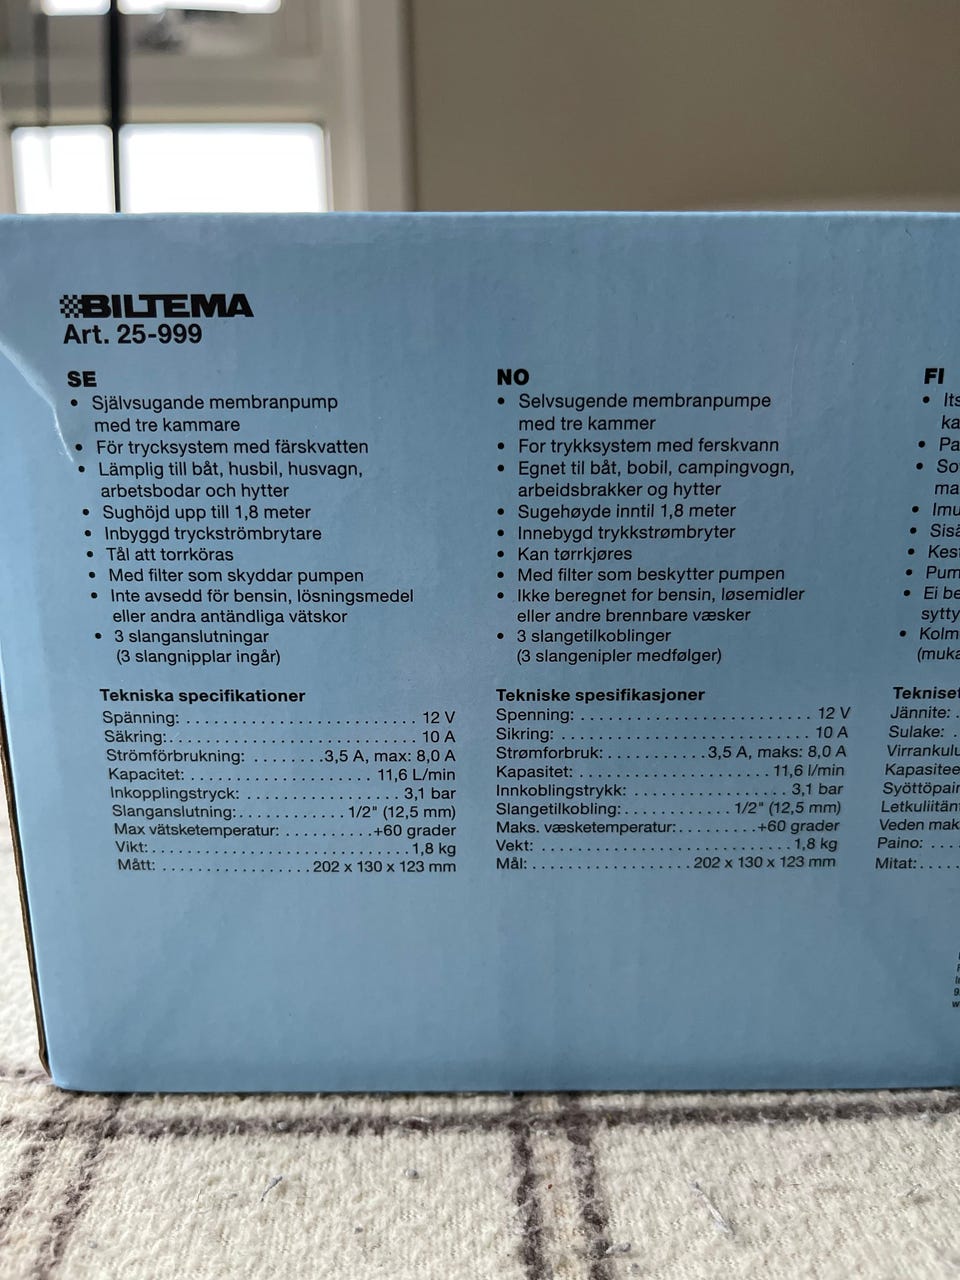 BILTEMA
Art. 25-999
SE
• Självsugande membranpump
med tre kammare
• För trycksystem med färskvatten
• Lämplig till båt, husbil, husvagn,
arbetsbodar och hytter
• Sughöjd upp till 1,8 meter
• Inbyggd tryckströmbrytare
• Tål att torrköras
• Med filter som skyddar pumpen
• Inte avsedd för bensin, lösningsmedel
eller andra antändliga vätskor
• 3 slanganslutningar
(3 slangnipplar ingår)
Tekniska specifikationer
Spänning: . . . . . . . . . . . . . . . . . . . . . . . . . 12 V
Säkring: . . . . . . . . . . . . . . . . . . . . . . . . . . 10 A
Strömförbrukning: . . . . . . . .3,5 A, max: 8,0 A
Kapacitet: . . . . . . . . . . . . . . . . . . . . 11,6 L/min
Inkopplingstryck: . . . . . . . . . . . . . . . . . 3,1 bar
Slanganslutning: . . . . . . . . . . . . 1/2" (12,5 mm)
Max vätsketemperatur: . . . . . . . . . . +60 grader
Vikt: . . . . . . . . . . . . . . . . . . . . . . . . . . . 1,8 kg
Mått: . . . . . . . . . . . . . . . . 202 x 130 x 123 mm
NO
• Selvsugende membranpumpe
med tre kammer
• For trykksystem med ferskvann
• Egnet til båt, bobil, campingvogn,
arbeidsbrakker og hytter
• Sugehøyde inntil 1,8 meter
• Innebygd trykkstrømbryter
• Kan tørrkjøres
• Med filter som beskytter pumpen
• Ikke beregnet for bensin, løsemidler
eller andre brennbare væsker
• 3 slangetilkoblinger
(3 slangenipler medfølger)
Tekniske spesifikasjoner
Spenning: . . . . . . . . . . . . . . . . . . . . . . . . . 12 V
Sikring: . . . . . . . . . . . . . . . . . . . . . . . . . . . 10 A
Strømforbruk: . . . . . . . . . . . 3,5 A, maks: 8,0 A
Kapasitet: . . . . . . . . . . . . . . . . . . . . . 11,6 l/min
Innkoblingstrykk: . . . . . . . . . . . . . . . . . 3,1 bar
Slangetilkobling: . . . . . . . . . . . . 1/2" (12,5 mm)
Maks. væsketemperatur: . . . . . . . . . +60 grader
Vekt: . . . . . . . . . . . . . . . . . . . . . . . . . . . 1,8 kg
Mål: . . . . . . . . . . . . . . . . . 202 x 130 x 123 mm
FI
Tekniset
Jännite: .
Sulake: .
Virrankulu
Kapasitee
Syöttöpain
Letkuliitän
Veden mak
Paino: . . . .
Mitat: . . . .